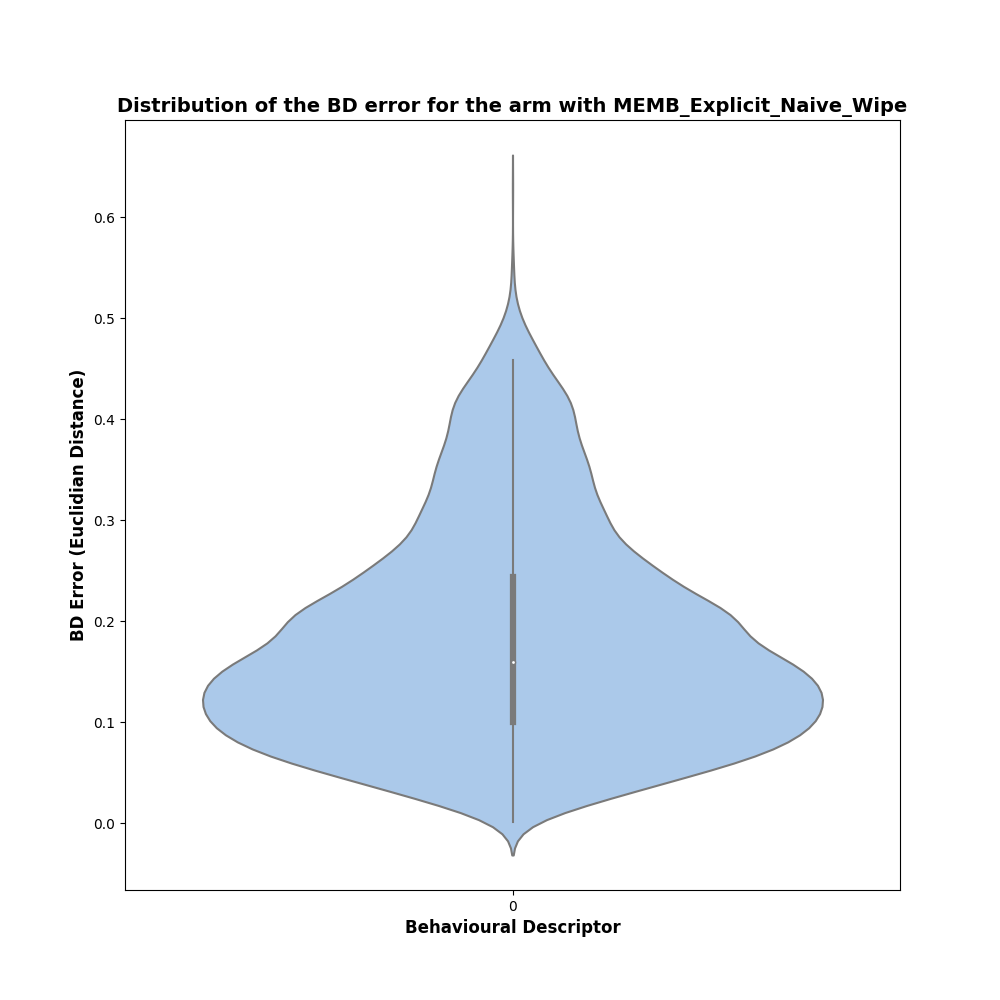 Distribution of the BD error for the arm with MEMB_Explicit_Naive_Wipe
BD Error (Euclidian Distance)
0.6
0.5
0.4
0.3
0.2
0.1
0.0
0
Behavioural Descriptor